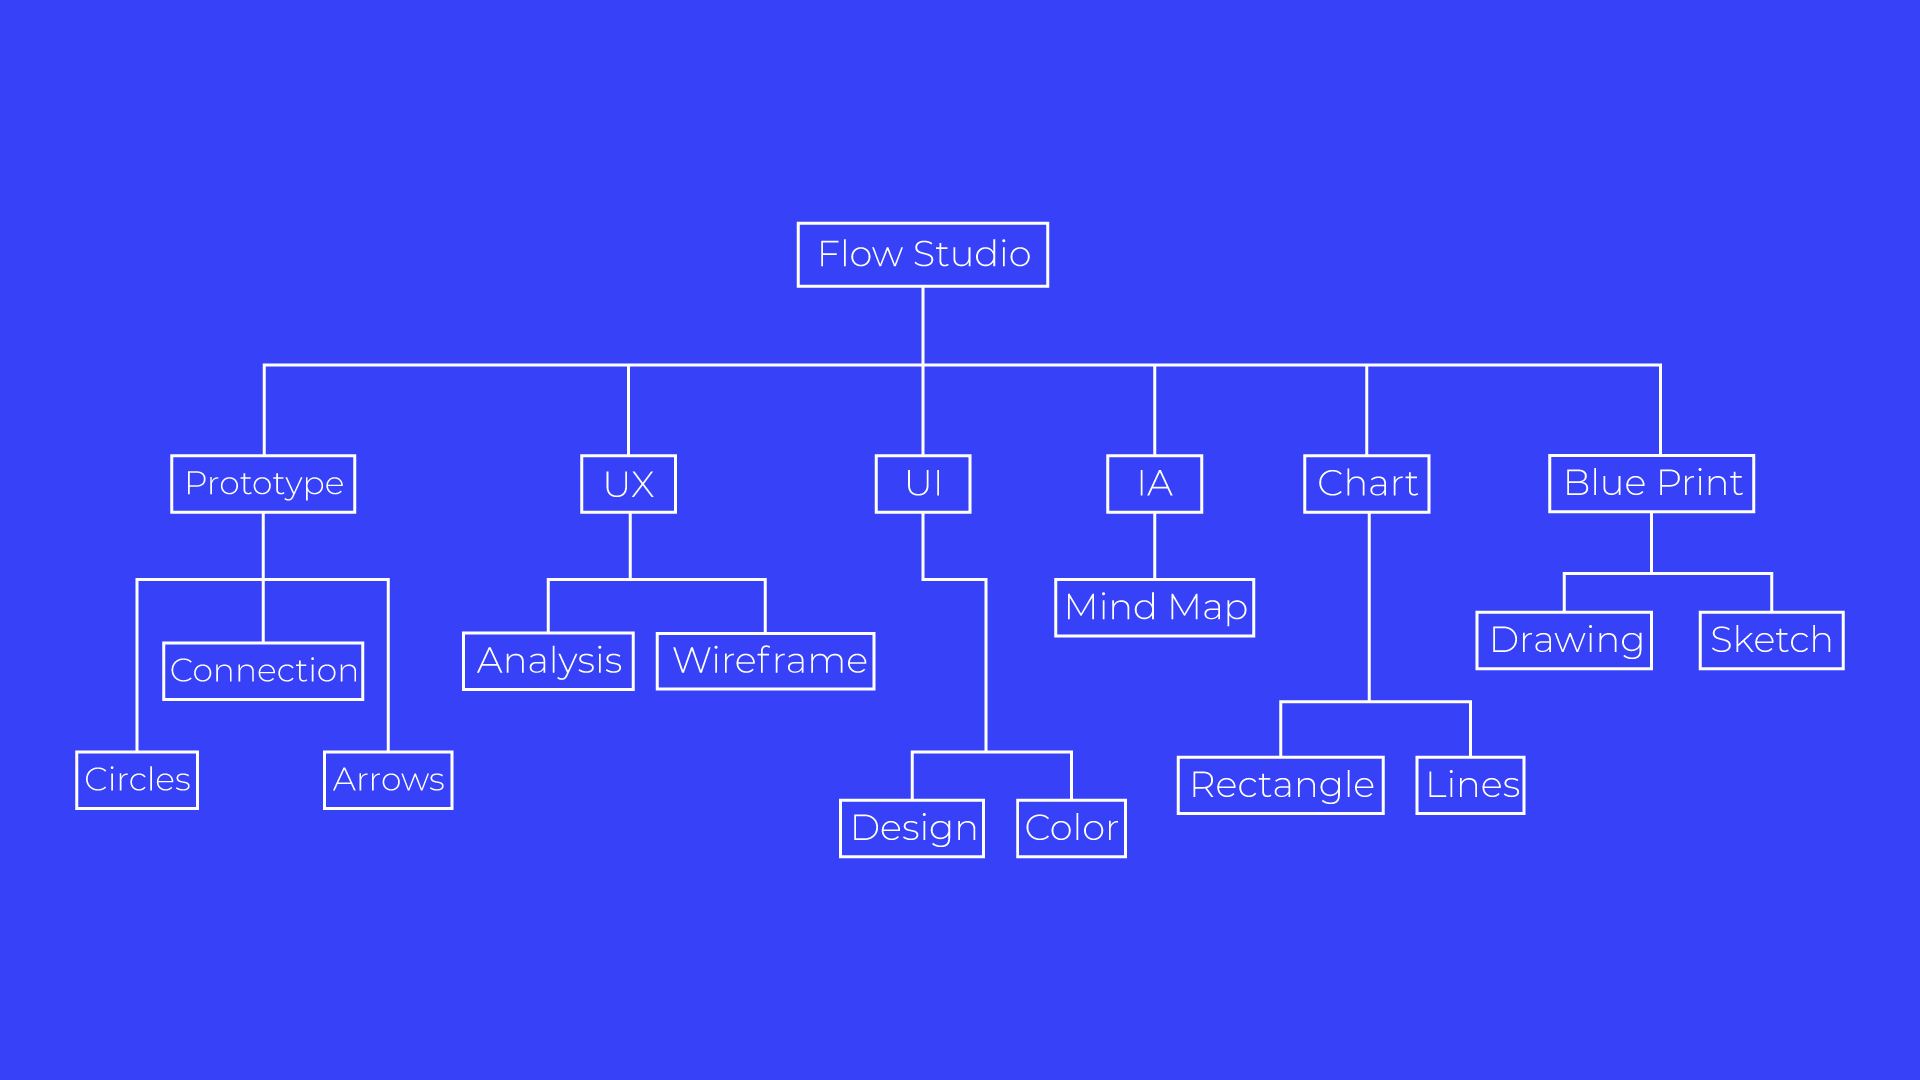 Flow Studio
Prototype
UX
UI
IA
Chart
Blue Print
Mind Map
Drawing
Sketch
Connection
Analysis
Wireframe
Circles
Arrows
Rectangle
Lines
Design
Color